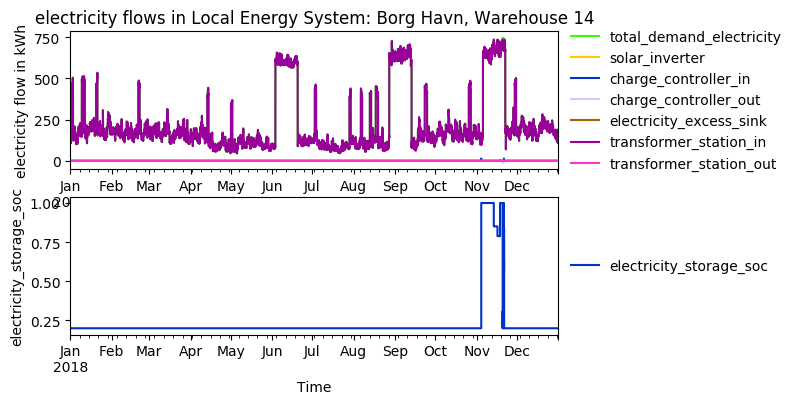 electricity flows in Local Energy System: Borg Havn, Warehouse 14
electricity flow in kWh
750
500
250
0
Jan Feb Mar Apr May Jun Jul Aug Sep Oct Nov Dec
20
total_demand_electricity
solar_inverter
charge_controller_in
charge_controller_out
electricity_excess_sink
transformer_station_in
transformer_station_out
electricity_storage_soc
1.00
0.75
0.50
0.25
Jan Feb Mar Apr May Jun Jul Aug Sep Oct Nov Dec
2018
Time
electricity_storage_soc